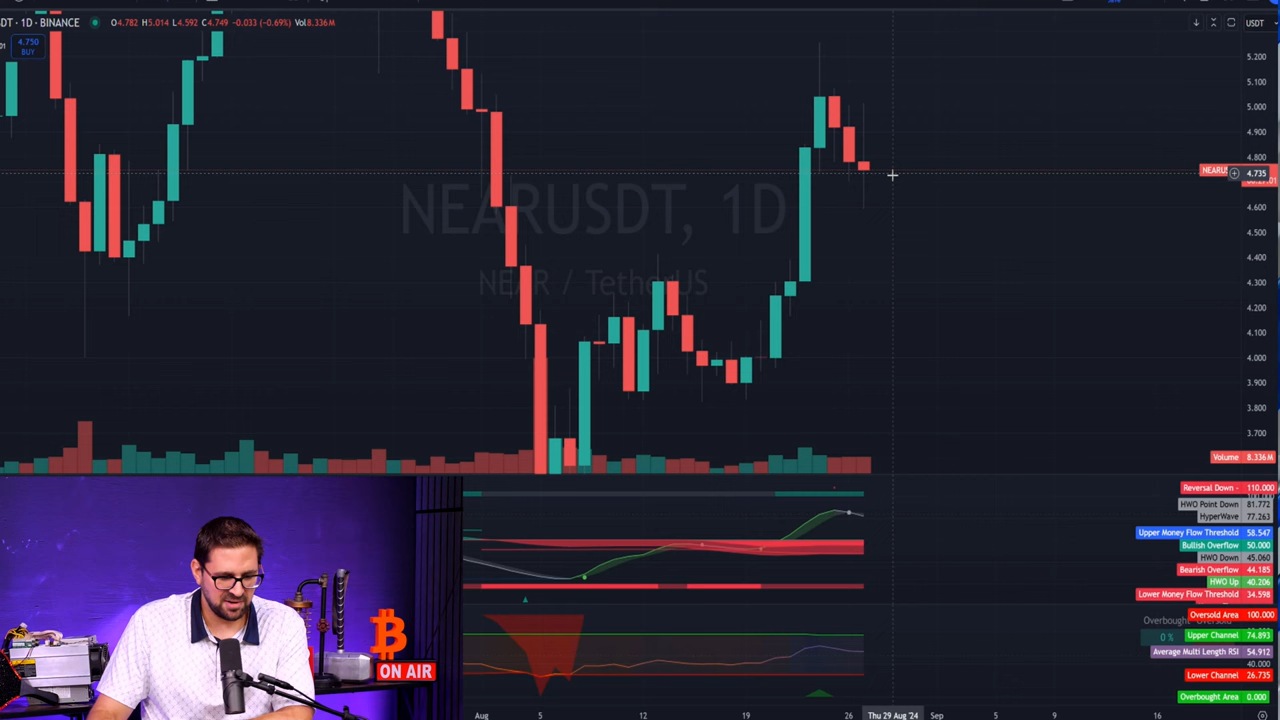 DT · 1D · BINANCE O4.782 H5.014 L4.592 C4.749 -0.033 (-0.69%) Vol8.336M
USDT
4.750
BUY
01
5.200
5.100
5.000
4.900
4.800
NEARUS
4.735
4.600
4.500
4.400
4.300
4.200
4.100
4.000
3.900
3.800
3.700
NEARUSDT, 1D
NEAR / TetherUS
Volume 8.336M
Reversal Down - 110.000
HWO Point Down 81.772
HyperWave 77.263
Upper Money Flow Threshold 58.547
Bullish Overflow 50.000
HWO Down 45.060
Bearish Overflow 44.185
HWO Up 40.206
Lower Money Flow Threshold 34.598
Oversold Area 100.000
Overbought
0 %
Upper Channel 74.893
Average Multi Length RSI 54.912
40.000
Lower Channel 26.735
Overbought Area 0.000
ON AIR
Aug 5 12 19 26 Thu 29 Aug '24 Sep 5 9 16